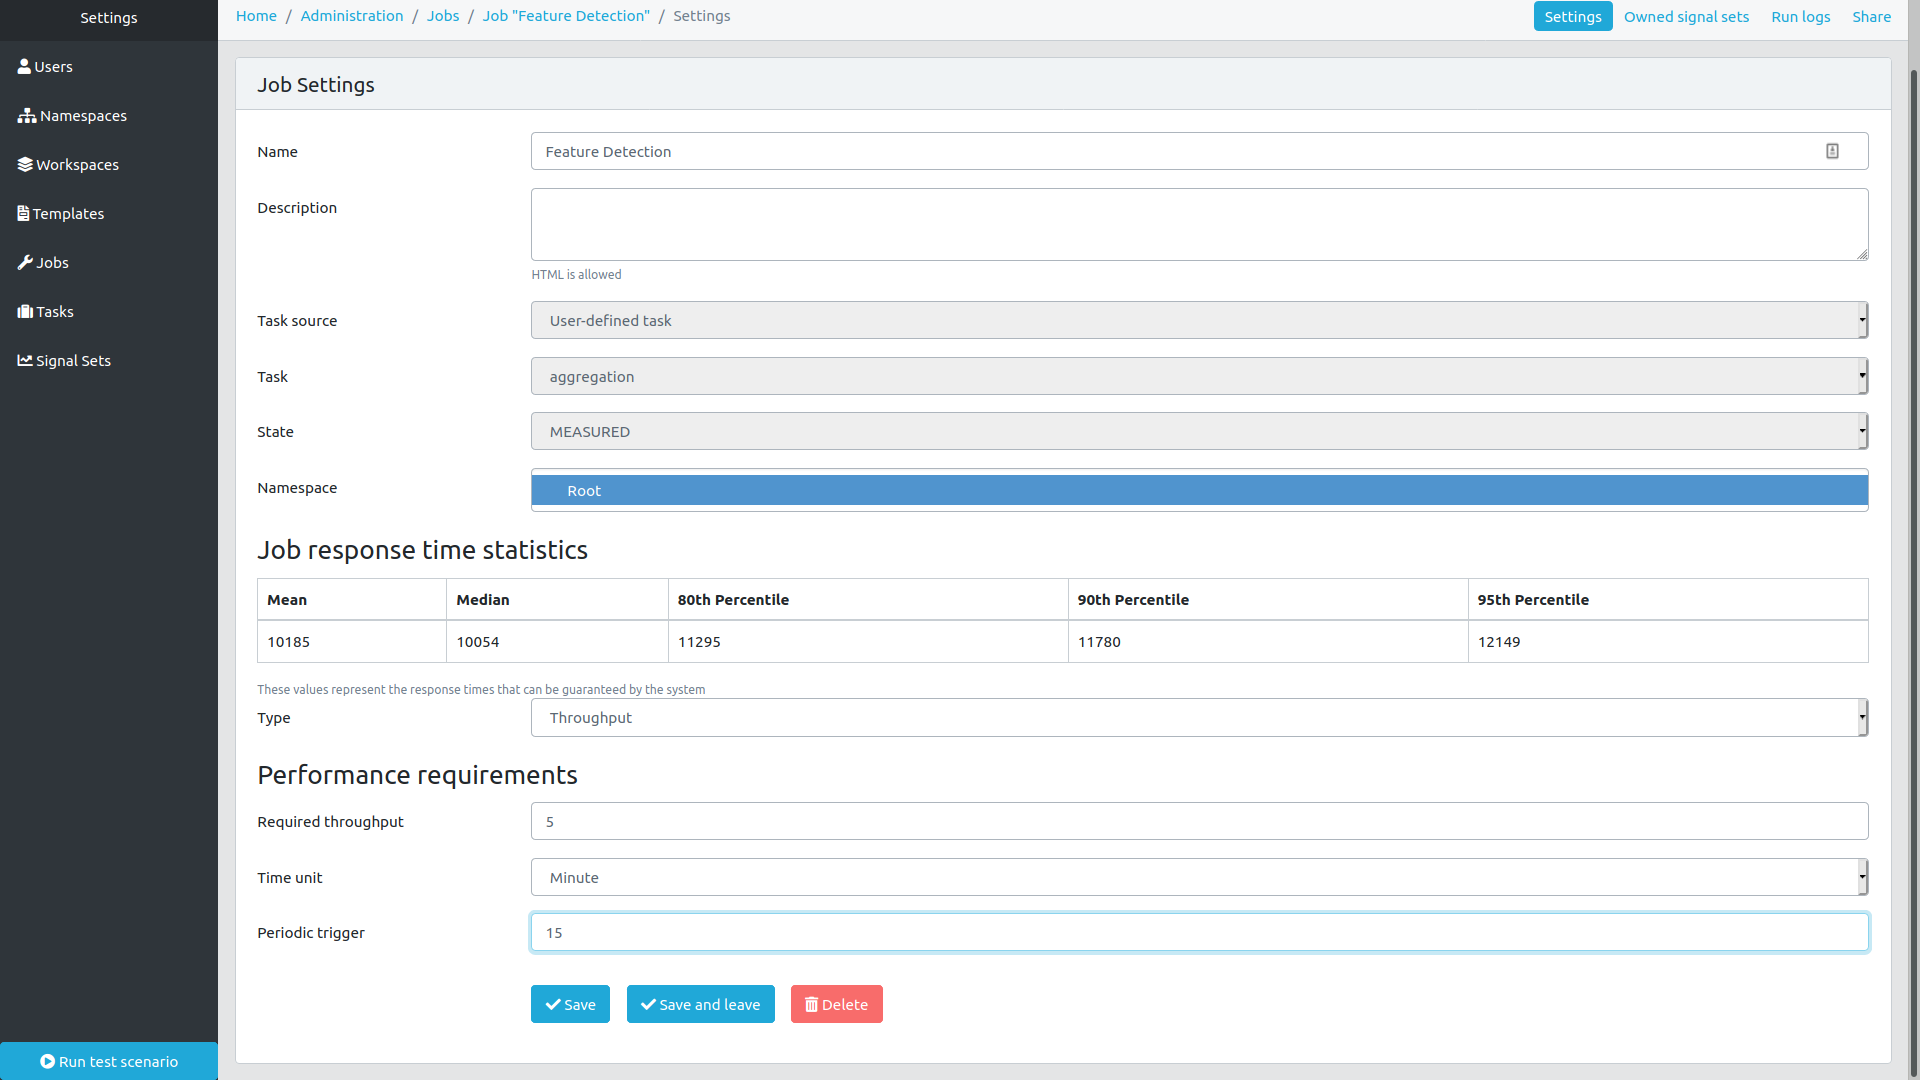 Settings
Home / Administration / Jobs / Job "Feature Detection" / Settings
Settings Owned signal sets Run logs Share
Users
Namespaces
Workspaces
Templates
Jobs
Tasks
Signal Sets
Run test scenario
Job Settings
Name Feature Detection
Description
HTML is allowed
Task source User-defined task
Task aggregation
State MEASURED
Namespace Root
Job response time statistics
Mean Median 80th Percentile 90th Percentile 95th Percentile
10185 10054 11295 11780 12149
These values represent the response times that can be guaranteed by the system
Type Throughput
Performance requirements
Required throughput 5
Time unit Minute
Periodic trigger 15
Save Save and leave Delete